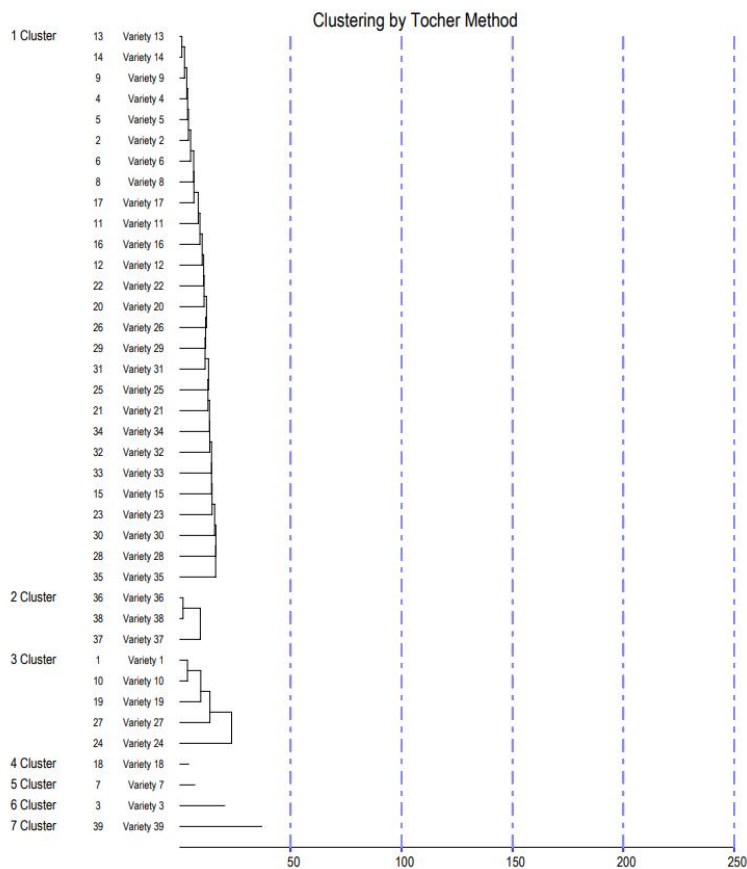 Clustering by Tocher Method
1 Cluster 13 Variety 13
14 Variety 14
9 Variety 9
4 Variety 4
5 Variety 5
2 Variety 2
6 Variety 6
8 Variety 8
17 Variety 17
11 Variety 11
16 Variety 16
12 Variety 12
22 Variety 22
20 Variety 20
26 Variety 26
29 Variety 29
31 Variety 31
25 Variety 25
21 Variety 21
34 Variety 34
32 Variety 32
33 Variety 33
15 Variety 15
23 Variety 23
30 Variety 30
28 Variety 28
35 Variety 35
2 Cluster 36 Variety 36
38 Variety 38
37 Variety 37
3 Cluster 1 Variety 1
10 Variety 10
19 Variety 19
27 Variety 27
24 Variety 24
4 Cluster 18 Variety 18
5 Cluster 7 Variety 7
6 Cluster 3 Variety 3
7 Cluster 39 Variety 39
50 100 150 200 250